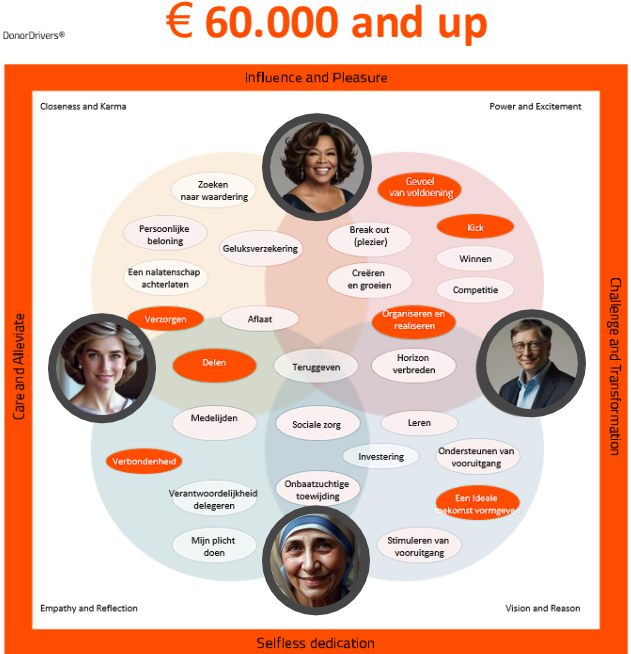 € 60.000 and up
DonorDrivers®
Influence and Pleasure
Closeness and Karma
Power and Excitement
Zoeken
naar waardering
Gevoel
van voldoening
Persoonlijke
beloning
Geluksverzekering
Break out
(plezier)
Kick
Winnen
Een nalatenschap
achterlaten
Creëren
en groeien
Competitie
Verzorgen
Aflaat
Organiseren en
realiseren
Care and Alleviate
Challenge and Transformation
Delen
Teruggeven
Horizon
verbreden
Medelijden
Sociale zorg
Leren
Verbondenheid
Investering
Ondersteunen van
vooruitgang
Verantwoordelijkheid
delegeren
Onbaatzuchtige
toewijding
Een Ideale
toekomst vormgeven
Mijn plicht
doen
Stimuleren van
vooruitgang
Empathy and Reflection
Vision and Reason
Selfless dedication